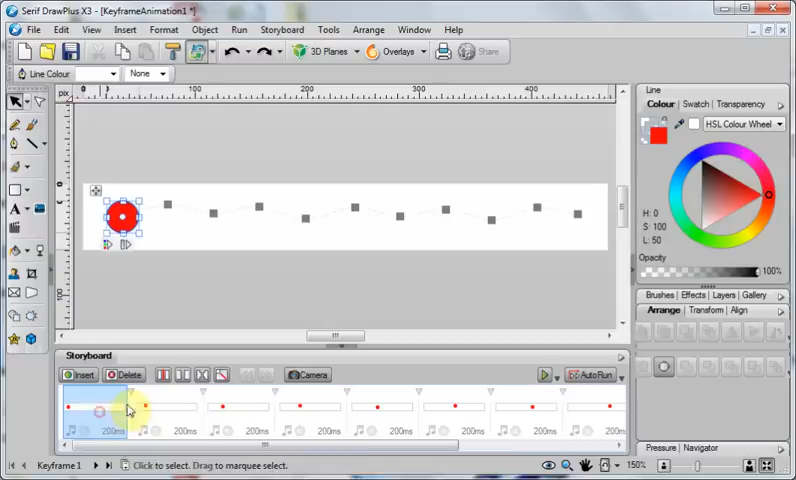 Serif DrawPlus X3 - [KeyframeAnimation1 *]
File Edit View Insert Format Object Run Storyboard Tools Arrange Window Help
3D Planes Overlays Share
Line Colour None
pix 0 100 200 300 400
0
100
Line
Colour Swatch Transparency
HSL Colour Wheel
H: 0
S: 100
L: 50
Opacity
100%
Brushes Effects Layers Gallery
Arrange Transform Align
Storyboard
Insert Delete Camera AutoRun
200ms 200ms 200ms 200ms 200ms 200ms 200ms
Pressure Navigator
Keyframe 1 Click to select. Drag to marquee select. 150%